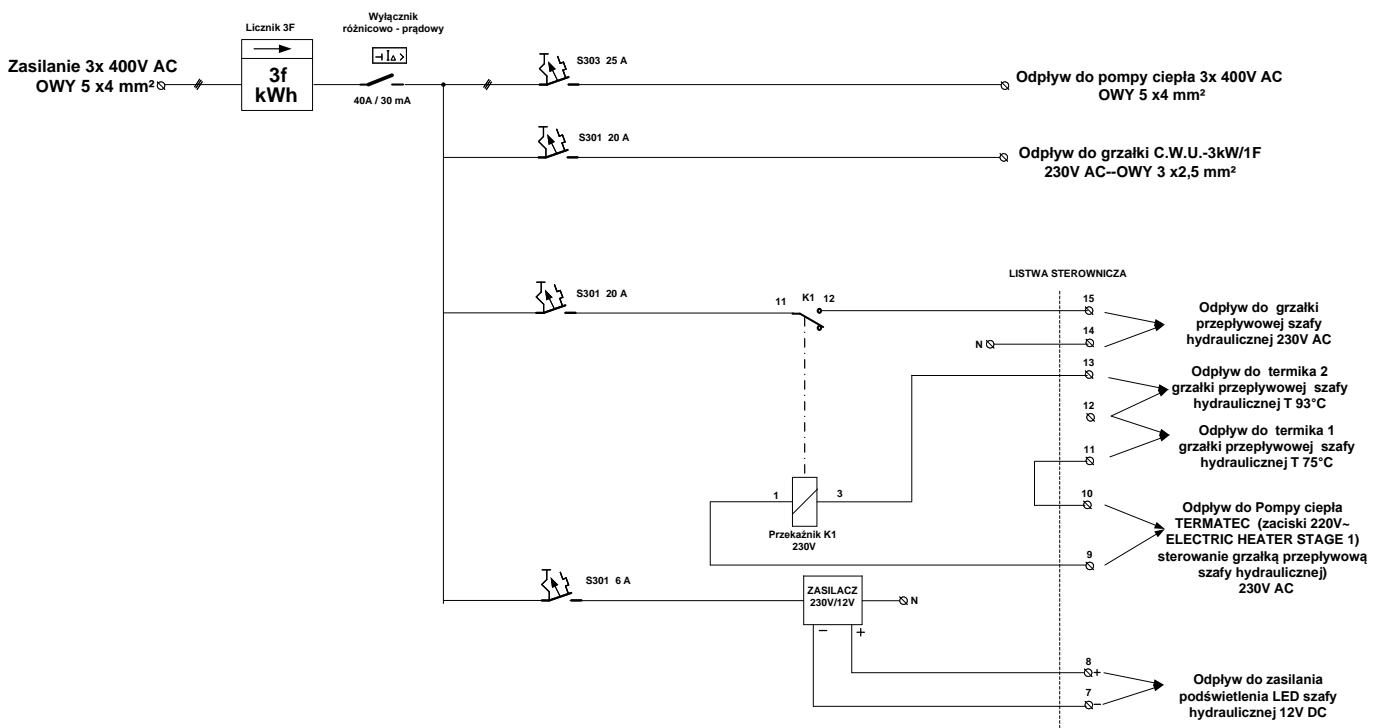 Licznik 3F
3f
kWh
Wyłącznik
różnicowo - prądowy
I∆ >
40A / 30 mA
Zasilanie 3x 400V AC
OWY 5 x4 mm²
S303 25 A
Odpływ do pompy ciepła 3x 400V AC
OWY 5 x4 mm²
S301 20 A
Odpływ do grzałki C.W.U.-3kW/1F
230V AC--OWY 3 x2,5 mm²
LISTWA STEROWNICZA
S301 20 A
11
K1
12
15
14
N
Odpływ do grzałki
przepływowej szafy
hydraulicznej 230V AC
13
12
Odpływ do termika 2
grzałki przepływowej szafy
hydraulicznej T 93°C
11
Odpływ do termika 1
grzałki przepływowej szafy
hydraulicznej T 75°C
1
3
Przekaźnik K1
230V
10
9
Odpływ do Pompy ciepła
TERMATEC (zaciski 220V~
ELECTRIC HEATER STAGE 1)
sterowanie grzałką przepływową
szafy hydraulicznej)
230V AC
S301 6 A
ZASILACZ
230V/12V
N
− +
8
+
7
−
Odpływ do zasilania
podświetlenia LED szafy
hydraulicznej 12V DC